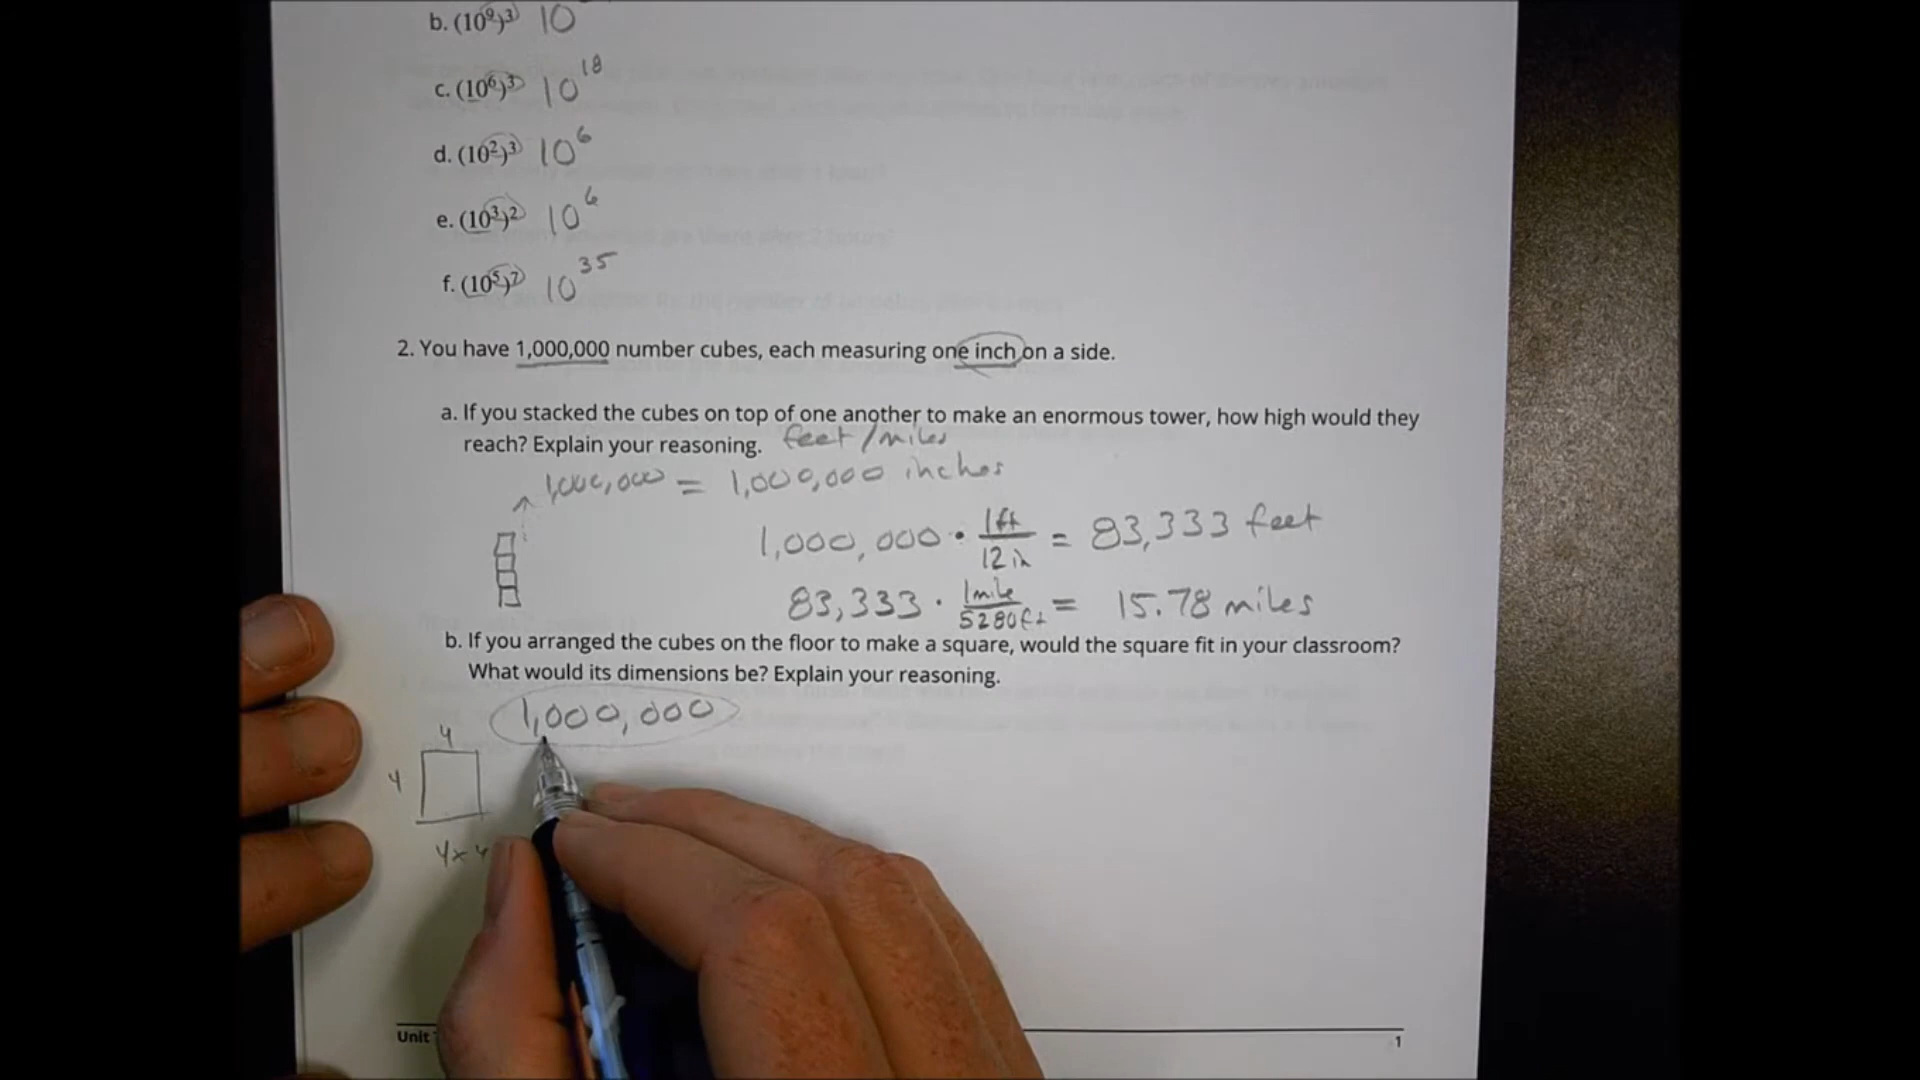 b. (10⁹)³ 10
c. (10⁶)³ 10¹⁸
d. (10²)³ 10⁶
e. (10³)² 10⁶
f. (10⁵)⁷ 10³⁵
2. You have 1,000,000 number cubes, each measuring one inch on a side.
a. If you stacked the cubes on top of one another to make an enormous tower, how high would they
reach? Explain your reasoning. feet/miles
1,000,000 = 1,000,000 inches
1,000,000 · 1ft/12in = 83,333 feet
83,333 · 1mile/5280ft = 15.78 miles
b. If you arranged the cubes on the floor to make a square, would the square fit in your classroom?
What would its dimensions be? Explain your reasoning.
1,000,000
4
4
4×4
Unit
1